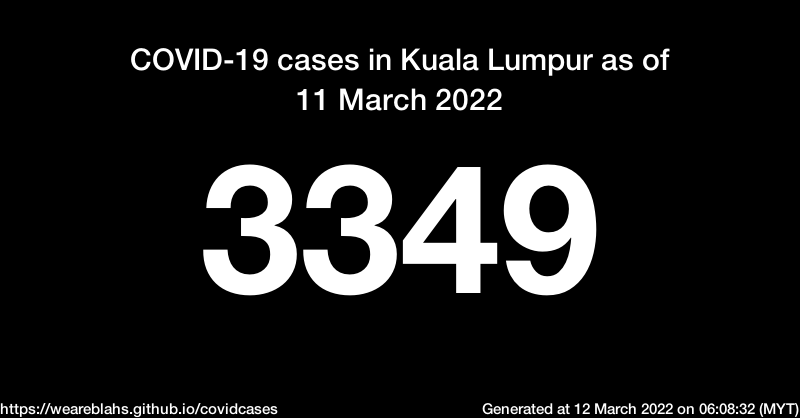 COVID-19 cases in Kuala Lumpur as of
11 March 2022
3349
https://weareblahs.github.io/covidcases
Generated at 12 March 2022 on 06:08:32 (MYT)